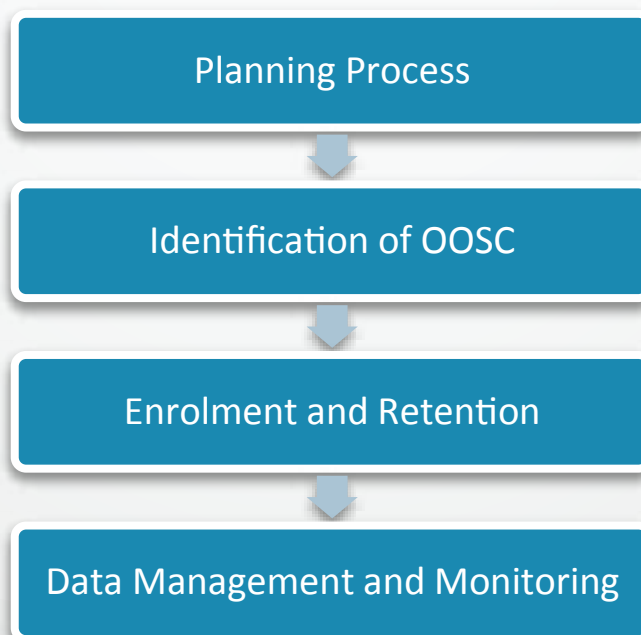 Planning Process
Identification of OOSC
Enrolment and Retention
Data Management and Monitoring